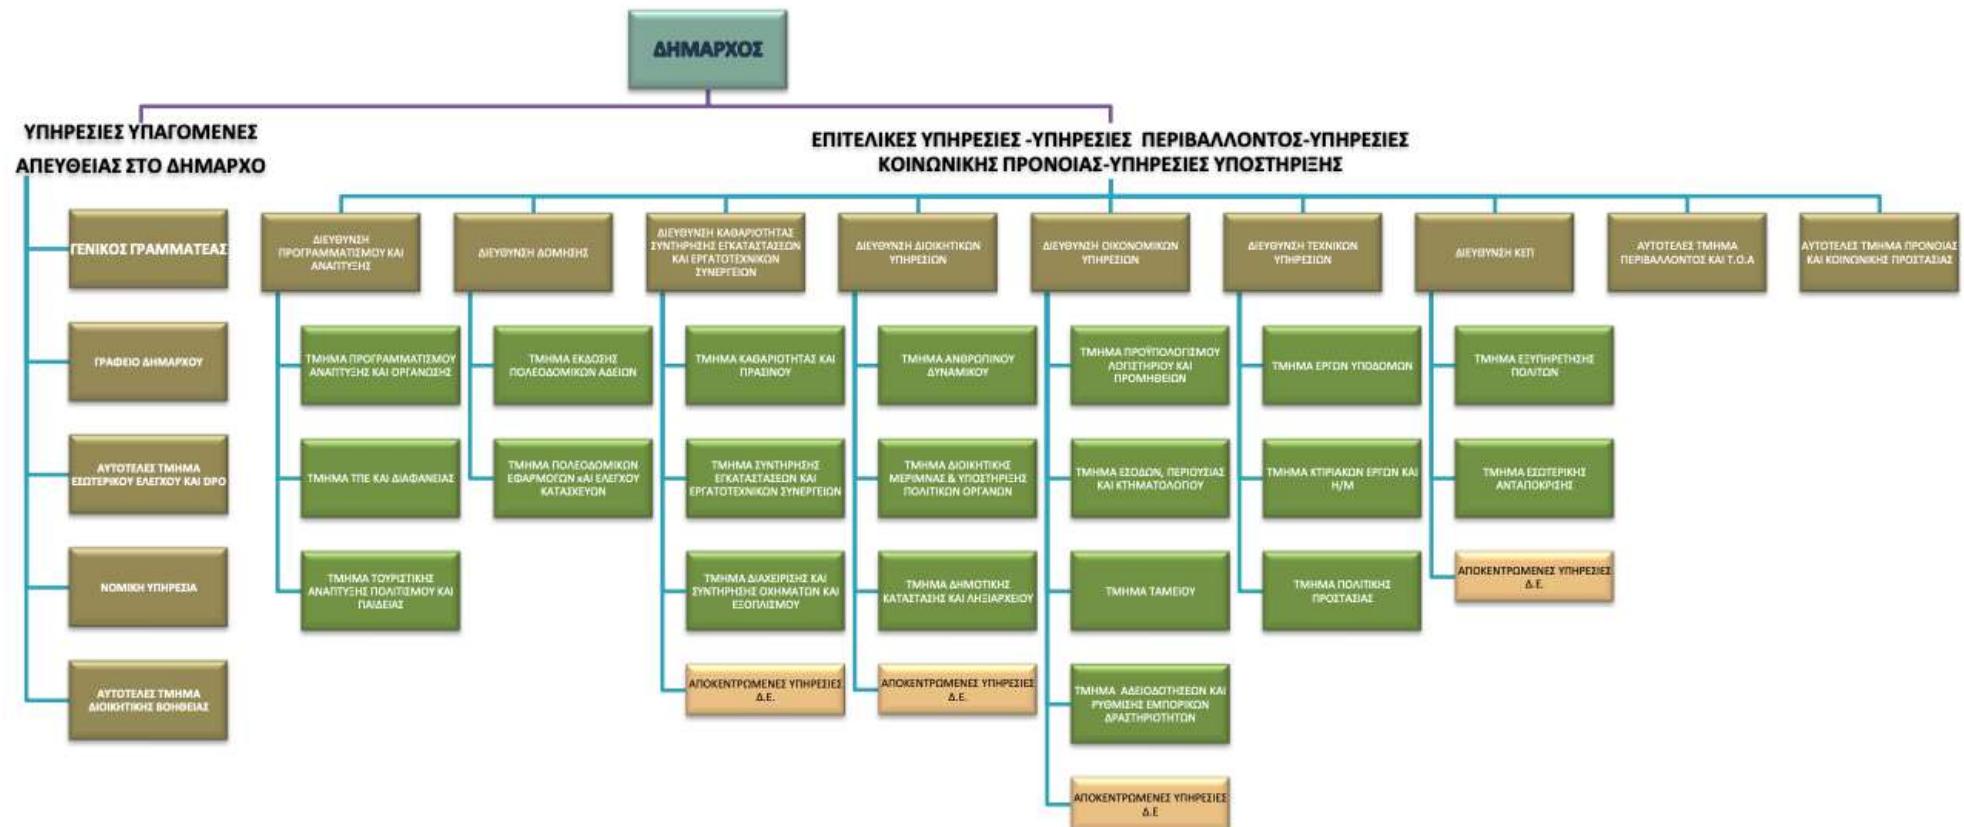 ΔΗΜΑΡΧΟΣ
ΥΠΗΡΕΣΙΕΣ ΥΠΑΓΟΜΕΝΕΣ
ΑΠΕΥΘΕΙΑΣ ΣΤΟ ΔΗΜΑΡΧΟ
ΕΠΙΤΕΛΙΚΕΣ ΥΠΗΡΕΣΙΕΣ -ΥΠΗΡΕΣΙΕΣ ΠΕΡΙΒΑΛΛΟΝΤΟΣ-ΥΠΗΡΕΣΙΕΣ
ΚΟΙΝΩΝΙΚΗΣ ΠΡΟΝΟΙΑΣ-ΥΠΗΡΕΣΙΕΣ ΥΠΟΣΤΗΡΙΞΗΣ
ΓΕΝΙΚΟΣ ΓΡΑΜΜΑΤΕΑΣ
ΓΡΑΦΕΙΟ ΔΗΜΑΡΧΟΥ
ΑΥΤΟΤΕΛΕΣ ΤΜΗΜΑ
ΕΣΩΤΕΡΙΚΟΥ ΕΛΕΓΧΟΥ ΚΑΙ DPO
ΝΟΜΙΚΗ ΥΠΗΡΕΣΙΑ
ΑΥΤΟΤΕΛΕΣ ΤΜΗΜΑ
ΔΙΟΙΚΗΤΙΚΗΣ ΒΟΗΘΕΙΑΣ
ΔΙΕΥΘΥΝΣΗ
ΠΡΟΓΡΑΜΜΑΤΙΣΜΟΥ ΚΑΙ
ΑΝΑΠΤΥΞΗΣ
ΤΜΗΜΑ ΠΡΟΓΡΑΜΜΑΤΙΣΜΟΥ
ΑΝΑΠΤΥΞΗΣ ΚΑΙ ΟΡΓΑΝΩΣΗΣ
ΤΜΗΜΑ ΤΠΕ ΚΑΙ ΔΙΑΦΑΝΕΙΑΣ
ΤΜΗΜΑ ΤΟΥΡΙΣΤΙΚΗΣ
ΑΝΑΠΤΥΞΗΣ ΠΟΛΙΤΙΣΜΟΥ ΚΑΙ
ΠΑΙΔΕΙΑΣ
ΔΙΕΥΘΥΝΣΗ ΔΟΜΗΣΗΣ
ΤΜΗΜΑ ΕΚΔΟΣΗΣ
ΠΟΛΕΟΔΟΜΙΚΩΝ ΑΔΕΙΩΝ
ΤΜΗΜΑ ΠΟΛΕΟΔΟΜΙΚΩΝ
ΕΦΑΡΜΟΓΩΝ κΑΙ ΕΛΕΓΧΟΥ
ΚΑΤΑΣΚΕΥΩΝ
ΔΙΕΥΘΥΝΣΗ ΚΑΘΑΡΙΟΤΗΤΑΣ
ΣΥΝΤΗΡΗΣΗΣ ΕΓΚΑΤΑΣΤΑΣΕΩΝ
ΚΑΙ ΕΡΓΑΤΟΤΕΧΝΙΚΩΝ
ΣΥΝΕΡΓΕΙΩΝ
ΤΜΗΜΑ ΚΑΘΑΡΙΟΤΗΤΑΣ ΚΑΙ
ΠΡΑΣΙΝΟΥ
ΤΜΗΜΑ ΣΥΝΤΗΡΗΣΗΣ
ΕΓΚΑΤΑΣΤΑΣΕΩΝ ΚΑΙ
ΕΡΓΑΤΟΤΕΧΝΙΚΩΝ ΣΥΝΕΡΓΕΙΩΝ
ΤΜΗΜΑ ΔΙΑΧΕΙΡΙΣΗΣ ΚΑΙ
ΣΥΝΤΗΡΗΣΗΣ ΟΧΗΜΑΤΩΝ ΚΑΙ
ΕΞΟΠΛΙΣΜΟΥ
ΑΠΟΚΕΝΤΡΩΜΕΝΕΣ ΥΠΗΡΕΣΙΕΣ
Δ.Ε.
ΔΙΕΥΘΥΝΣΗ ΔΙΟΙΚΗΤΙΚΩΝ
ΥΠΗΡΕΣΙΩΝ
ΤΜΗΜΑ ΑΝΘΡΩΠΙΝΟΥ
ΔΥΝΑΜΙΚΟΥ
ΤΜΗΜΑ ΔΙΟΙΚΗΤΙΚΗΣ
ΜΕΡΙΜΝΑΣ & ΥΠΟΣΤΗΡΙΞΗΣ
ΠΟΛΙΤΙΚΩΝ ΟΡΓΑΝΩΝ
ΤΜΗΜΑ ΔΗΜΟΤΙΚΗΣ
ΚΑΤΑΣΤΑΣΗΣ ΚΑΙ ΛΗΞΙΑΡΧΕΙΟΥ
ΑΠΟΚΕΝΤΡΩΜΕΝΕΣ ΥΠΗΡΕΣΙΕΣ
Δ.Ε.
ΔΙΕΥΘΥΝΣΗ ΟΙΚΟΝΟΜΙΚΩΝ
ΥΠΗΡΕΣΙΩΝ
ΤΜΗΜΑ ΠΡΟΫΠΟΛΟΓΙΣΜΟΥ
ΛΟΓΙΣΤΗΡΙΟΥ ΚΑΙ
ΠΡΟΜΗΘΕΙΩΝ
ΤΜΗΜΑ ΕΣΟΔΩΝ, ΠΕΡΙΟΥΣΙΑΣ
ΚΑΙ ΚΤΗΜΑΤΟΛΟΓΙΟΥ
ΤΜΗΜΑ ΤΑΜΕΙΟΥ
ΤΜΗΜΑ ΑΔΕΙΟΔΟΤΗΣΕΩΝ ΚΑΙ
ΡΥΘΜΙΣΗΣ ΕΜΠΟΡΙΚΩΝ
ΔΡΑΣΤΗΡΙΟΤΗΤΩΝ
ΑΠΟΚΕΝΤΡΩΜΕΝΕΣ ΥΠΗΡΕΣΙΕΣ
Δ.Ε
ΔΙΕΥΘΥΝΣΗ ΤΕΧΝΙΚΩΝ
ΥΠΗΡΕΣΙΩΝ
ΤΜΗΜΑ ΕΡΓΩΝ ΥΠΟΔΟΜΩΝ
ΤΜΗΜΑ ΚΤΙΡΙΑΚΩΝ ΕΡΓΩΝ ΚΑΙ
Η/Μ
ΤΜΗΜΑ ΠΟΛΙΤΙΚΗΣ
ΠΡΟΣΤΑΣΙΑΣ
ΔΙΕΥΘΥΝΣΗ ΚΕΠ
ΤΜΗΜΑ ΕΞΥΠΗΡΕΤΗΣΗΣ
ΠΟΛΙΤΩΝ
ΤΜΗΜΑ ΕΣΩΤΕΡΙΚΗΣ
ΑΝΤΑΠΟΚΡΙΣΗΣ
ΑΠΟΚΕΝΤΡΩΜΕΝΕΣ ΥΠΗΡΕΣΙΕΣ
Δ.Ε.
ΑΥΤΟΤΕΛΕΣ ΤΜΗΜΑ
ΠΕΡΙΒΑΛΛΟΝΤΟΣ ΚΑΙ Τ.Ο.Α
ΑΥΤΟΤΕΛΕΣ ΤΜΗΜΑ ΠΡΟΝΟΙΑΣ
ΚΑΙ ΚΟΙΝΩΝΙΚΗΣ ΠΡΟΣΤΑΣΙΑΣ